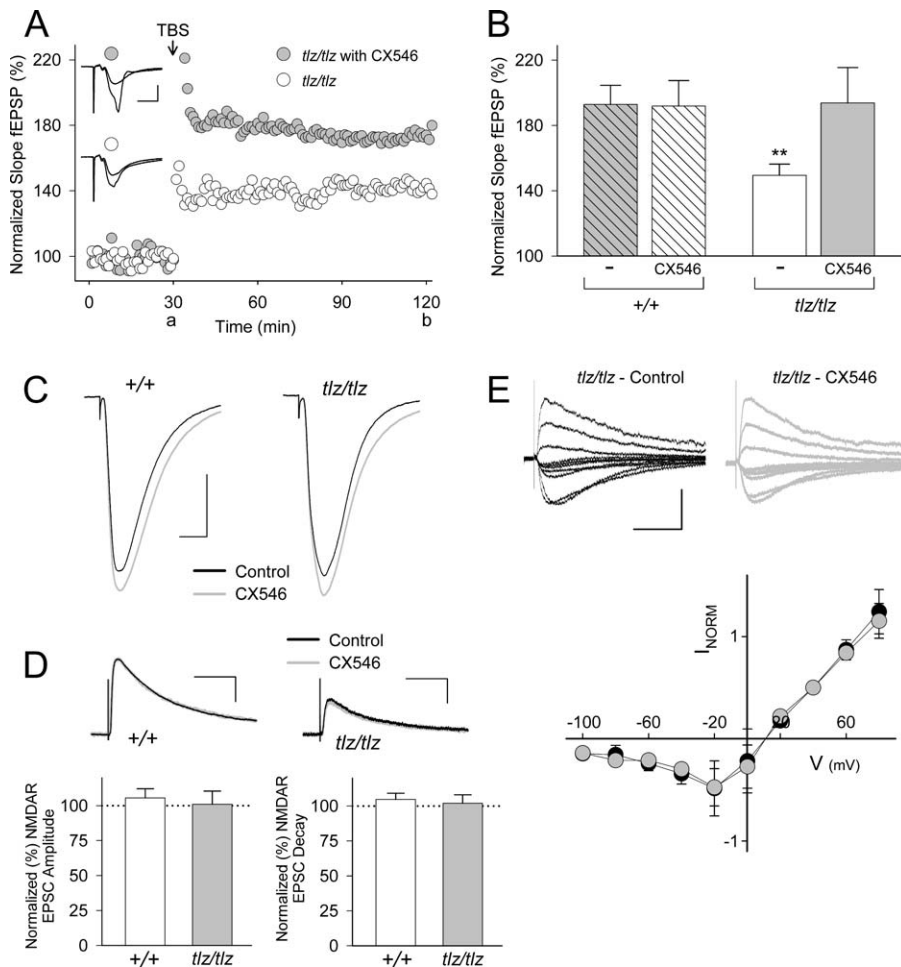 A
TBS
tlz/tlz with CX546
tlz/tlz
Normalized Slope fEPSP (%)
220
180
140
100
0
30
60
90
120
a
b
Time (min)
B
Normalized Slope fEPSP (%)
220
180
140
100
**
-
CX546
-
CX546
+/+
tlz/tlz
C
+/+
tlz/tlz
Control
CX546
D
Control
CX546
+/+
tlz/tlz
Normalized (%) NMDAR
EPSC Amplitude
100
75
50
25
0
+/+
tlz/tlz
Normalized (%) NMDAR
EPSC Decay
100
75
50
25
0
+/+
tlz/tlz
E
tlz/tlz - Control
tlz/tlz - CX546
INORM
1
-100
-60
-20
20
60
V (mV)
-1